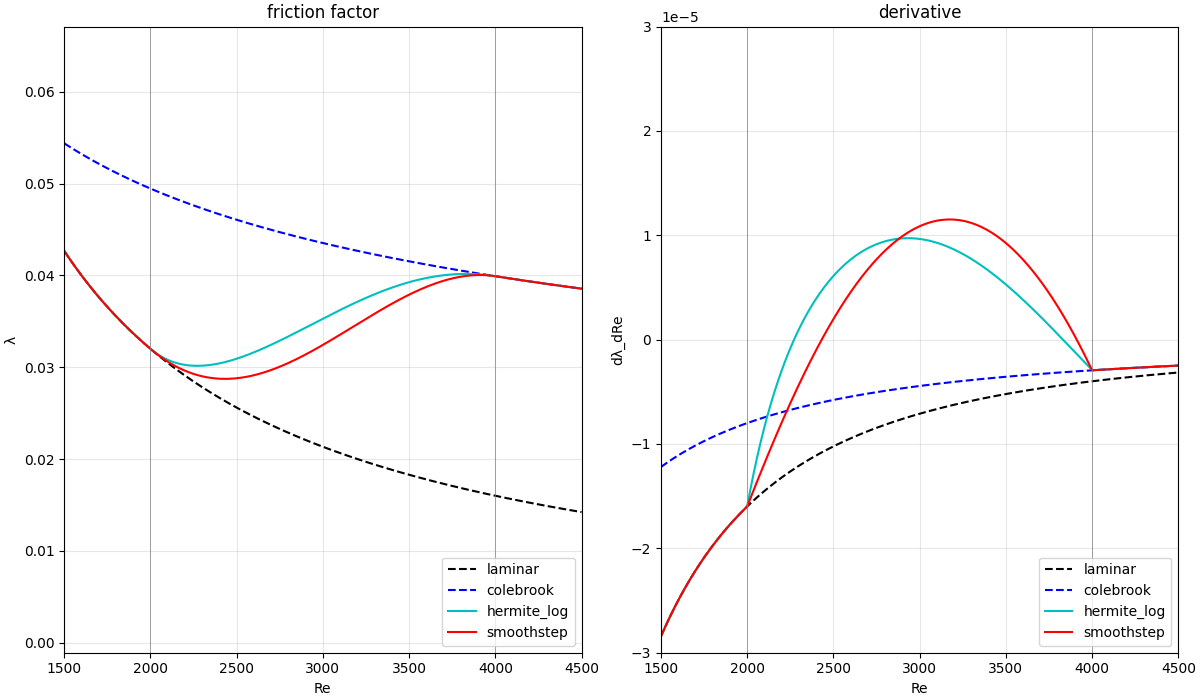 friction factor
0.06
0.05
0.04
0.03
0.02
0.01
0.00
λ
1500 2000 2500 3000 3500 4000 4500
Re
laminar
colebrook
hermite_log
smoothstep
derivative
1e−5
3
2
1
0
−1
−2
−3
dλ_dRe
1500 2000 2500 3000 3500 4000 4500
Re
laminar
colebrook
hermite_log
smoothstep